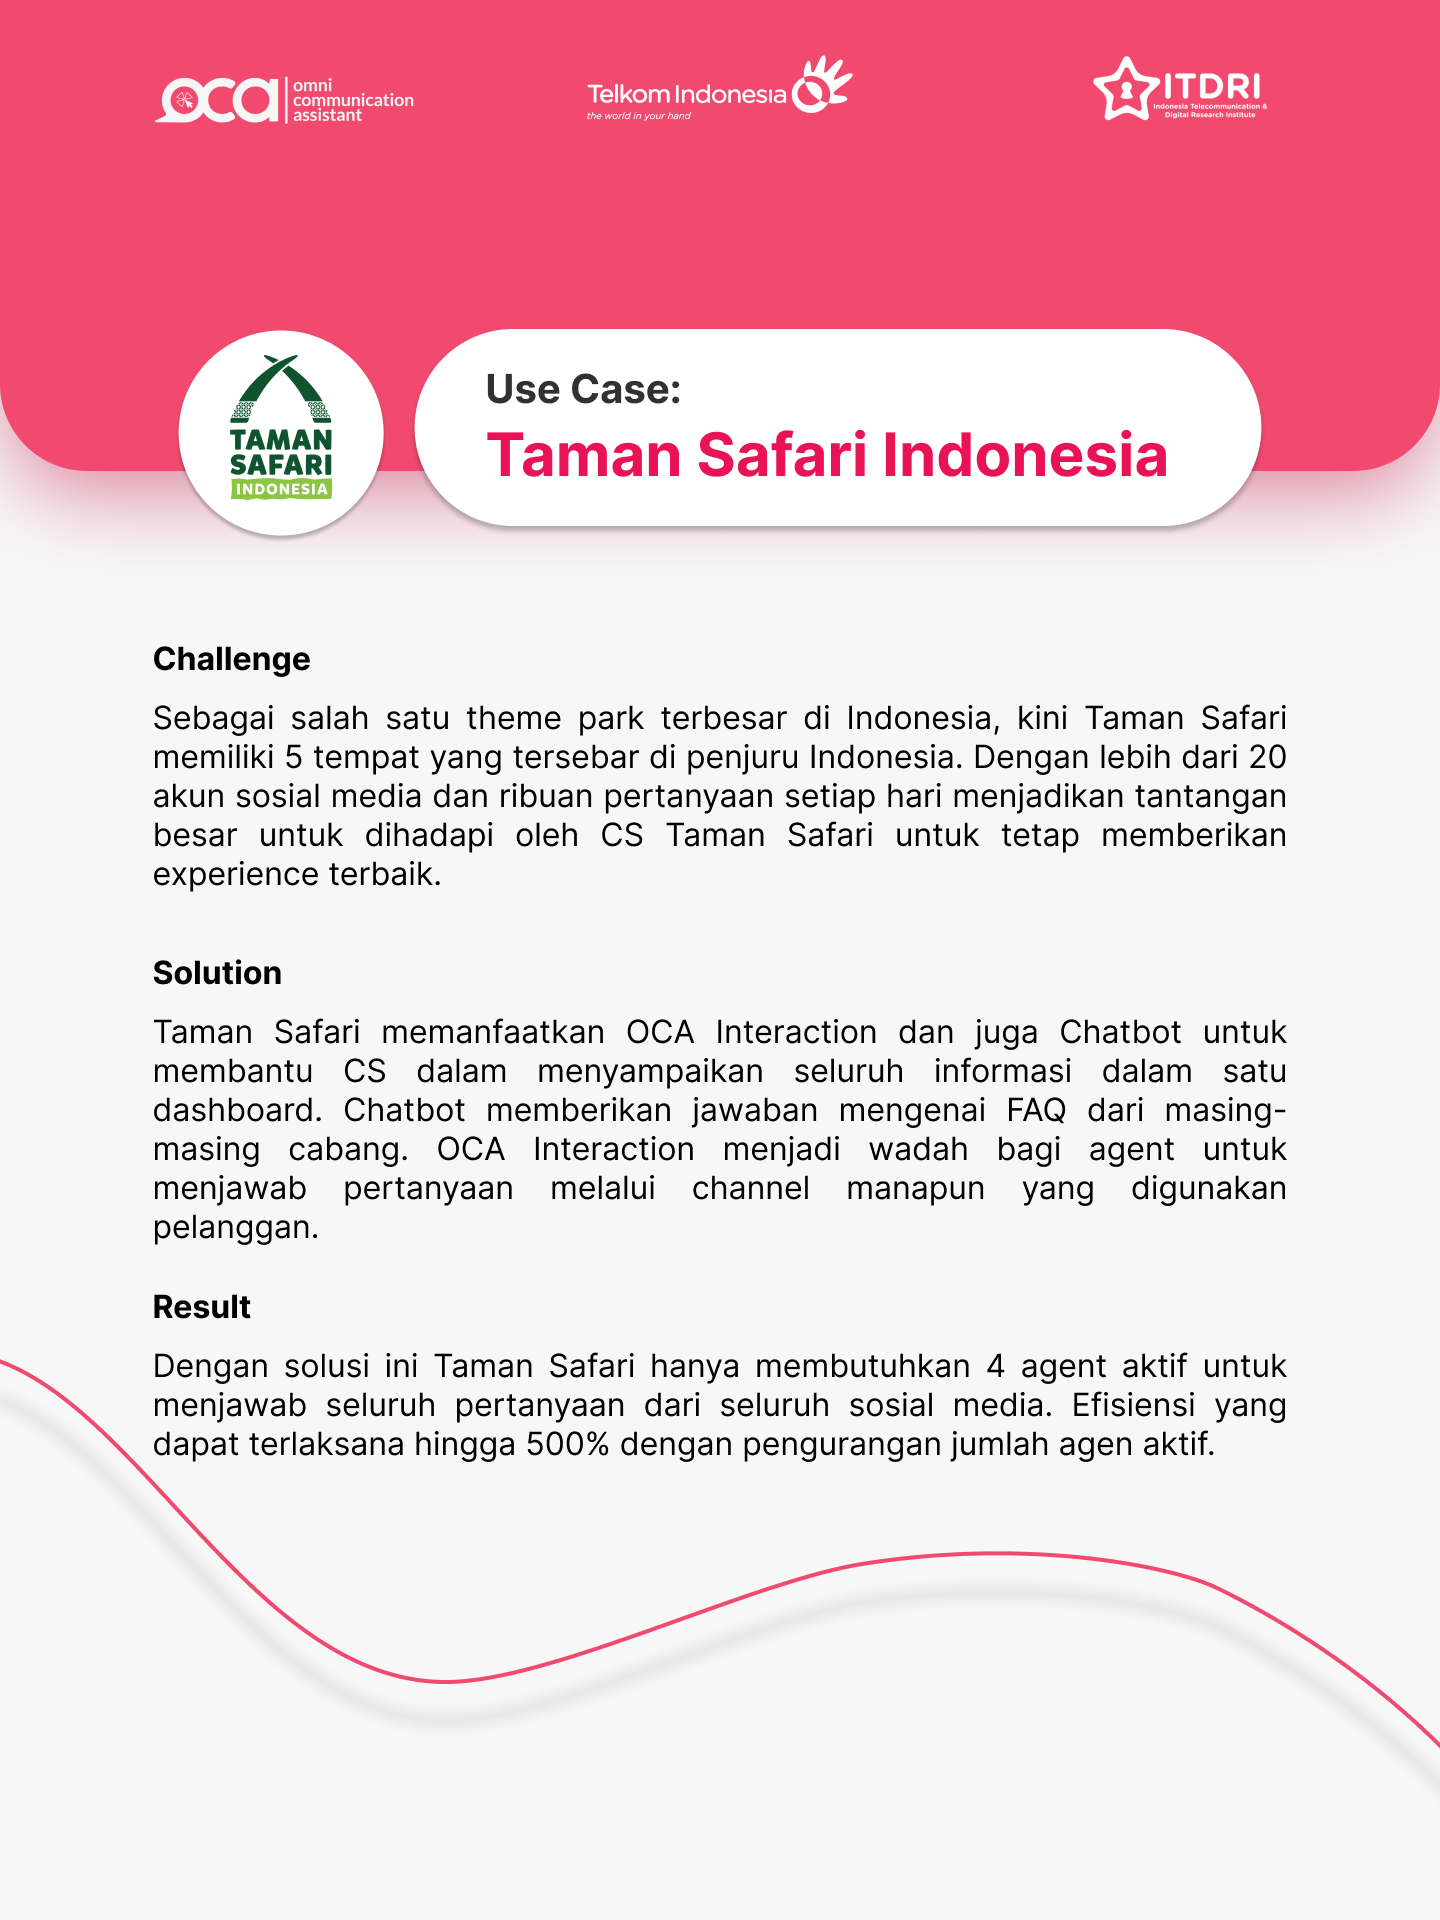 oca
omni
communication
assistant
Telkom Indonesia
the world in your hand
ITDRI
Indonesia Telecommunication &
Digital Research Institute
TAMAN
SAFARI
INDONESIA
Use Case:
Taman Safari Indonesia
Challenge
Sebagai salah satu theme park terbesar di Indonesia, kini Taman Safari
memiliki 5 tempat yang tersebar di penjuru Indonesia. Dengan lebih dari 20
akun sosial media dan ribuan pertanyaan setiap hari menjadikan tantangan
besar untuk dihadapi oleh CS Taman Safari untuk tetap memberikan
experience terbaik.
Solution
Taman Safari memanfaatkan OCA Interaction dan juga Chatbot untuk
membantu CS dalam menyampaikan seluruh informasi dalam satu
dashboard. Chatbot memberikan jawaban mengenai FAQ dari masing-
masing cabang. OCA Interaction menjadi wadah bagi agent untuk
menjawab pertanyaan melalui channel manapun yang digunakan
pelanggan.
Result
Dengan solusi ini Taman Safari hanya membutuhkan 4 agent aktif untuk
menjawab seluruh pertanyaan dari seluruh sosial media. Efisiensi yang
dapat terlaksana hingga 500% dengan pengurangan jumlah agen aktif.